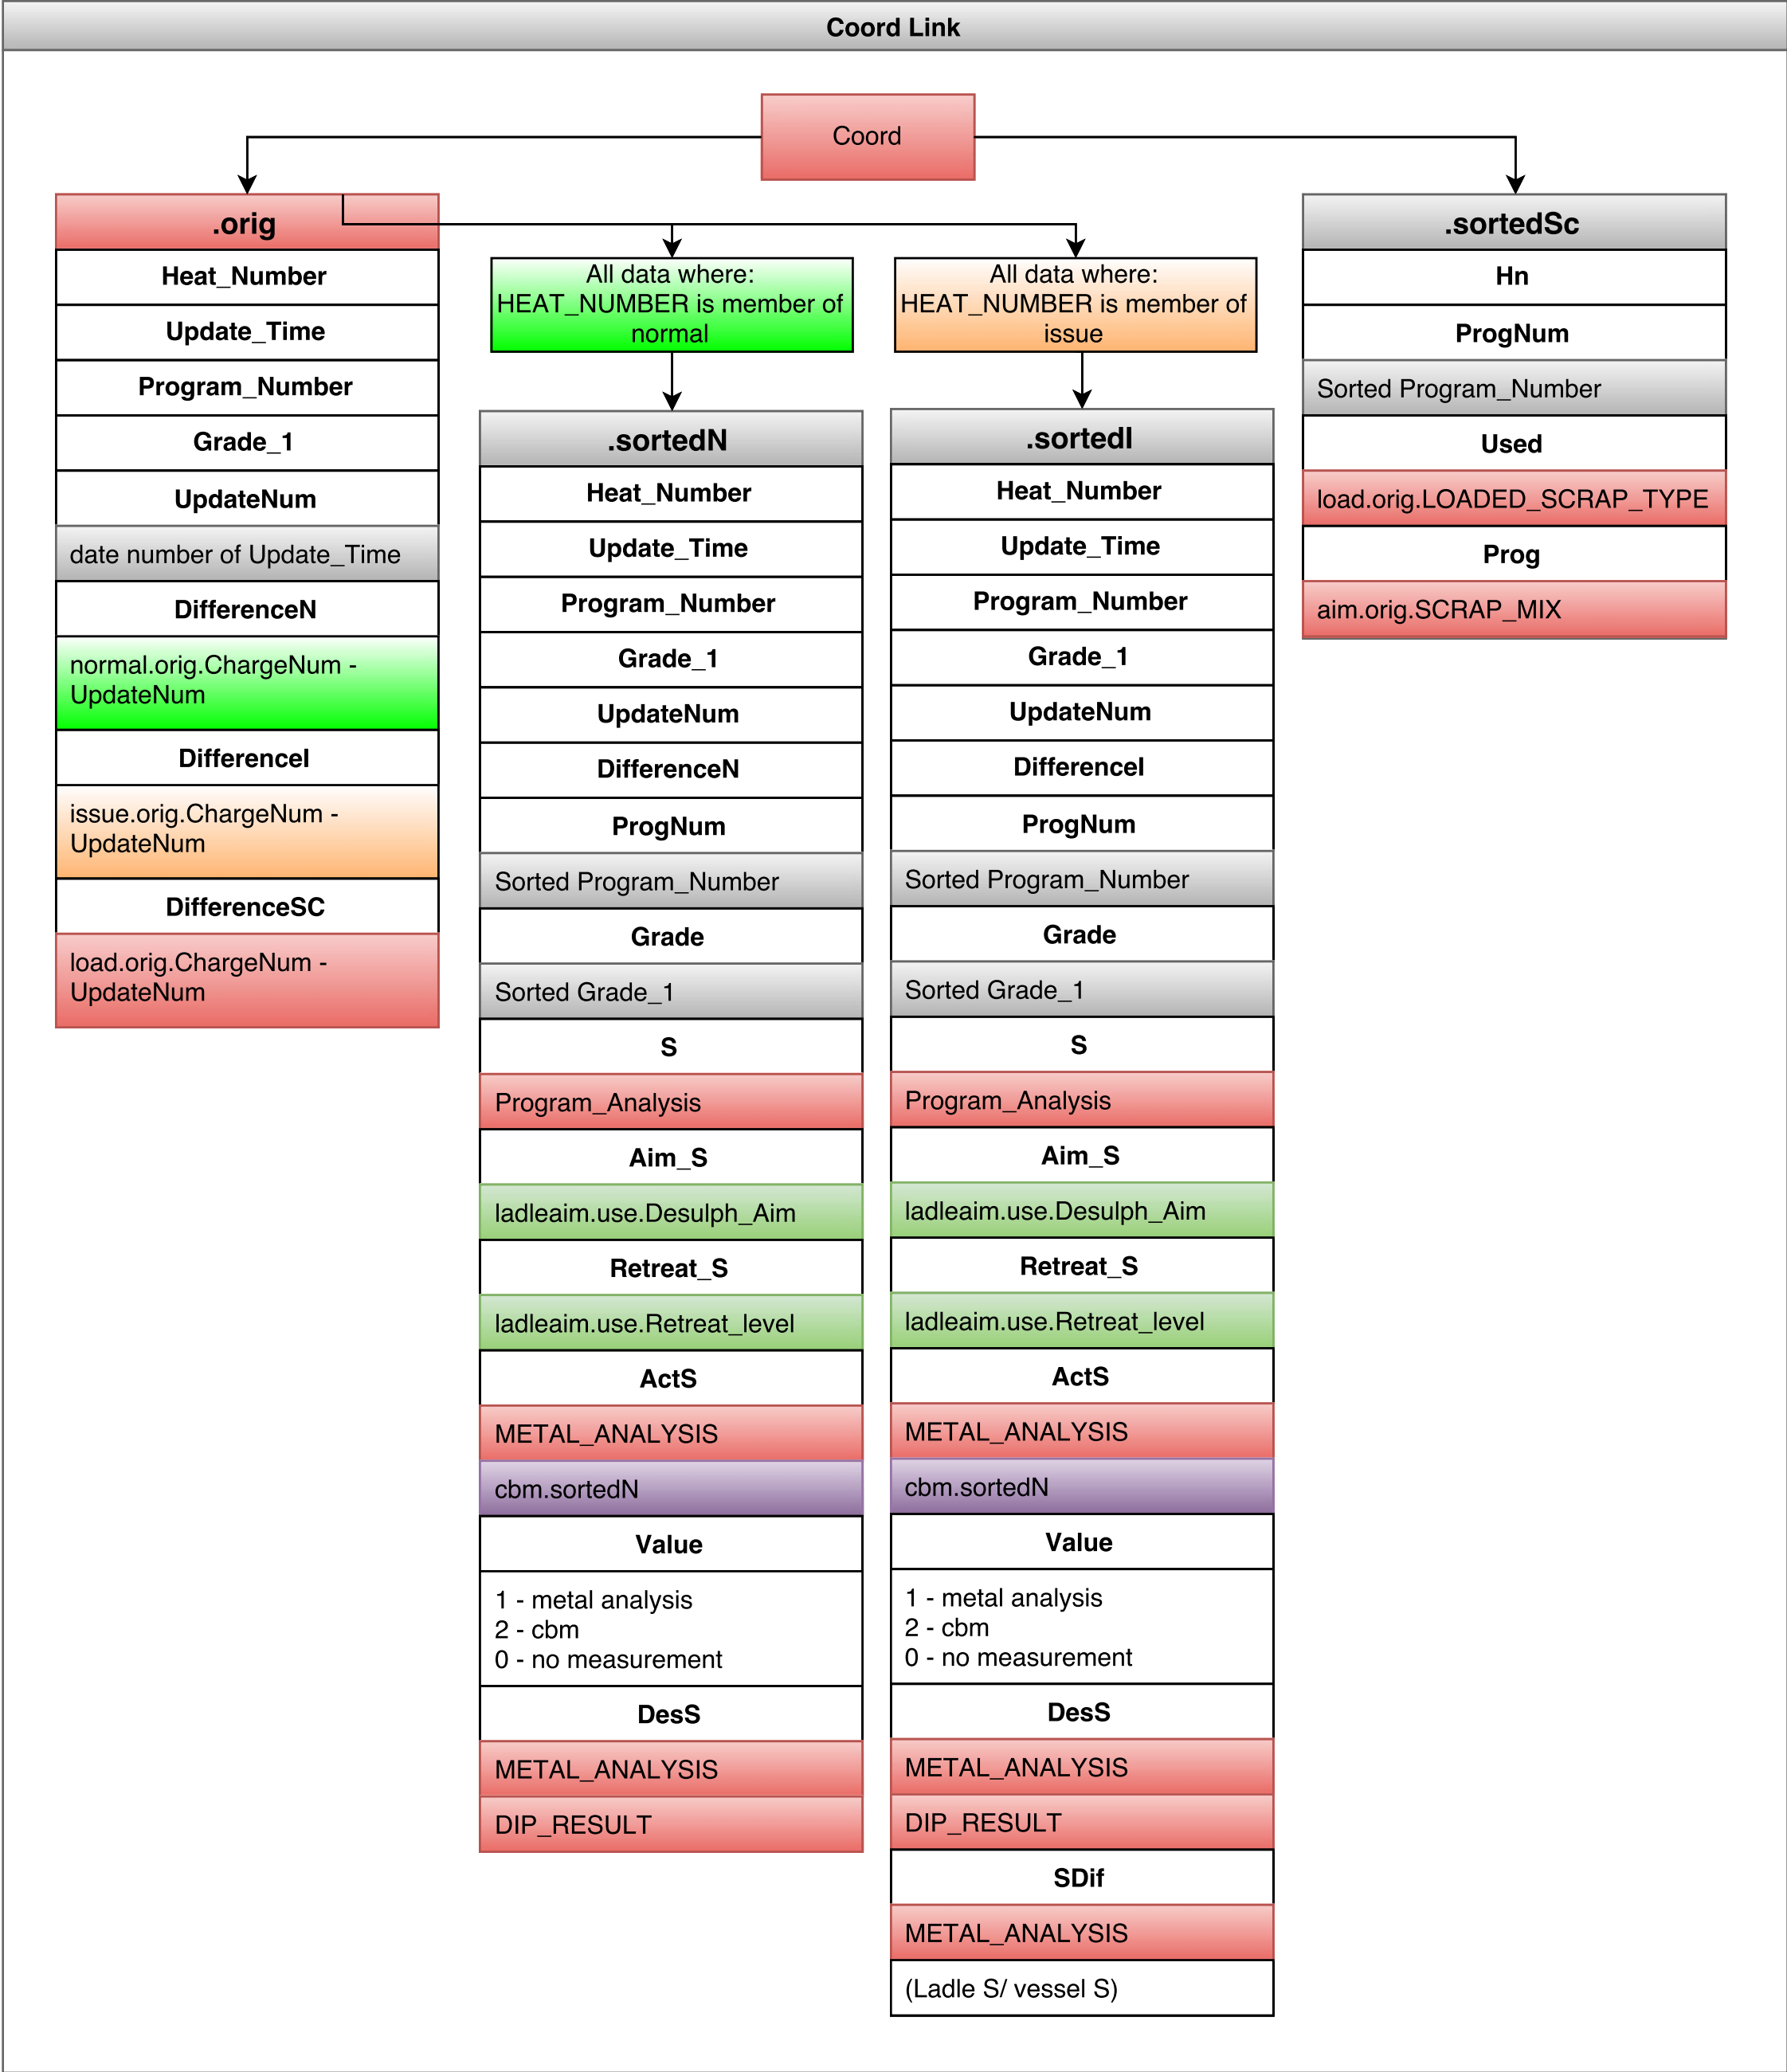 Coord Link
Coord
.orig
Heat_Number
Update_Time
Program_Number
Grade_1
UpdateNum
date number of Update_Time
DifferenceN
normal.orig.ChargeNum -
UpdateNum
DifferenceI
issue.orig.ChargeNum -
UpdateNum
DifferenceSC
load.orig.ChargeNum -
UpdateNum
All data where:
HEAT_NUMBER is member of
normal
.sortedN
Heat_Number
Update_Time
Program_Number
Grade_1
UpdateNum
DifferenceN
ProgNum
Sorted Program_Number
Grade
Sorted Grade_1
S
Program_Analysis
Aim_S
ladleaim.use.Desulph_Aim
Retreat_S
ladleaim.use.Retreat_level
ActS
METAL_ANALYSIS
cbm.sortedN
Value
1 - metal analysis
2 - cbm
0 - no measurement
DesS
METAL_ANALYSIS
DIP_RESULT
All data where:
HEAT_NUMBER is member of
issue
.sortedI
Heat_Number
Update_Time
Program_Number
Grade_1
UpdateNum
DifferenceI
ProgNum
Sorted Program_Number
Grade
Sorted Grade_1
S
Program_Analysis
Aim_S
ladleaim.use.Desulph_Aim
Retreat_S
ladleaim.use.Retreat_level
ActS
METAL_ANALYSIS
cbm.sortedN
Value
1 - metal analysis
2 - cbm
0 - no measurement
DesS
METAL_ANALYSIS
DIP_RESULT
SDif
METAL_ANALYSIS
(Ladle S/ vessel S)
.sortedSc
Hn
ProgNum
Sorted Program_Number
Used
load.orig.LOADED_SCRAP_TYPE
Prog
aim.orig.SCRAP_MIX